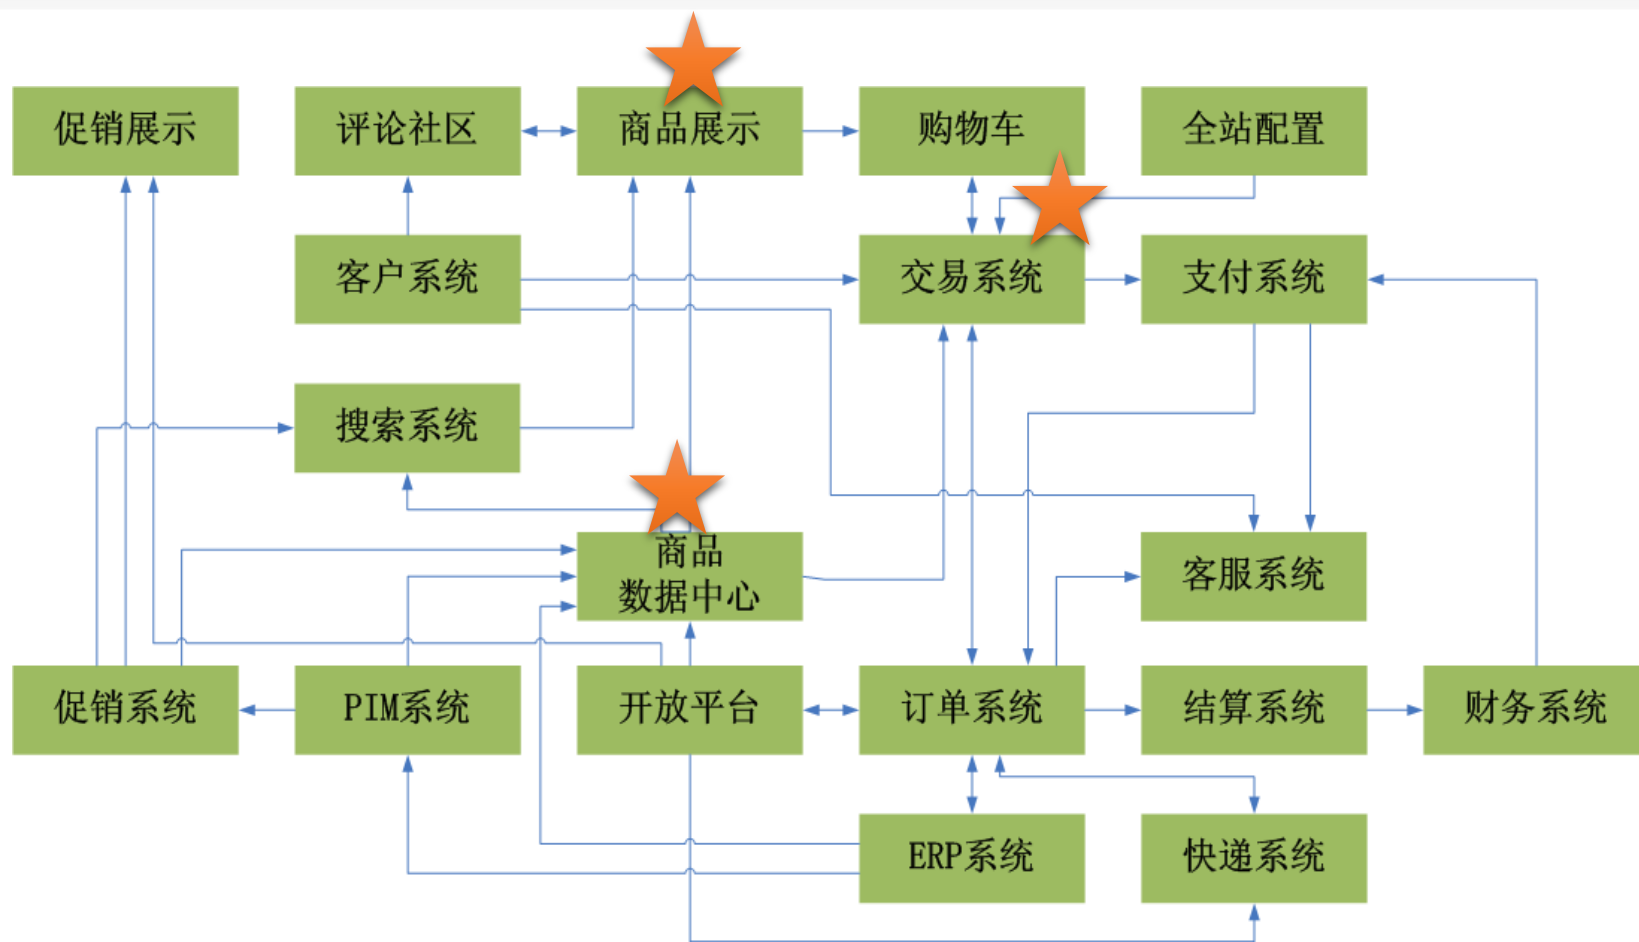 促销展示
评论社区
商品展示
购物车
全站配置
客户系统
交易系统
支付系统
搜索系统
商品
数据中心
客服系统
促销系统
PIM系统
开放平台
订单系统
结算系统
财务系统
ERP系统
快递系统